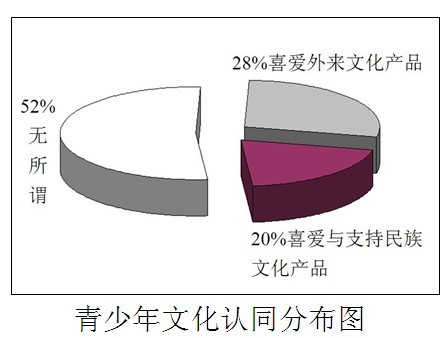 28%喜爱外来文化产品
52%
无
所
谓
20%喜爱与支持民族
文化产品
青少年文化认同分布图